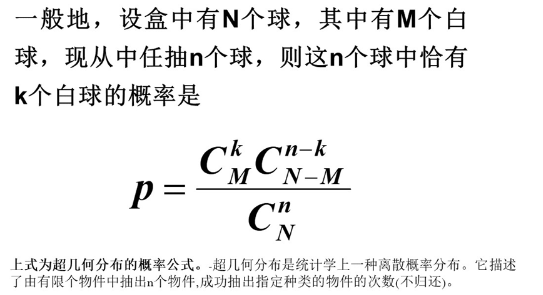 一般地，设盒中有N个球，其中有M个白
球，现从中任抽n个球，则这n个球中恰有
k个白球的概率是
p = \frac{C_M^k C_{N-M}^{n-k}}{C_N^n}
上式为超几何分布的概率公式。-超几何分布是统计学上一种离散概率分布。它描述
了由有限个物件中抽出n个物件,成功抽出指定种类的物件的次数(不归还)。